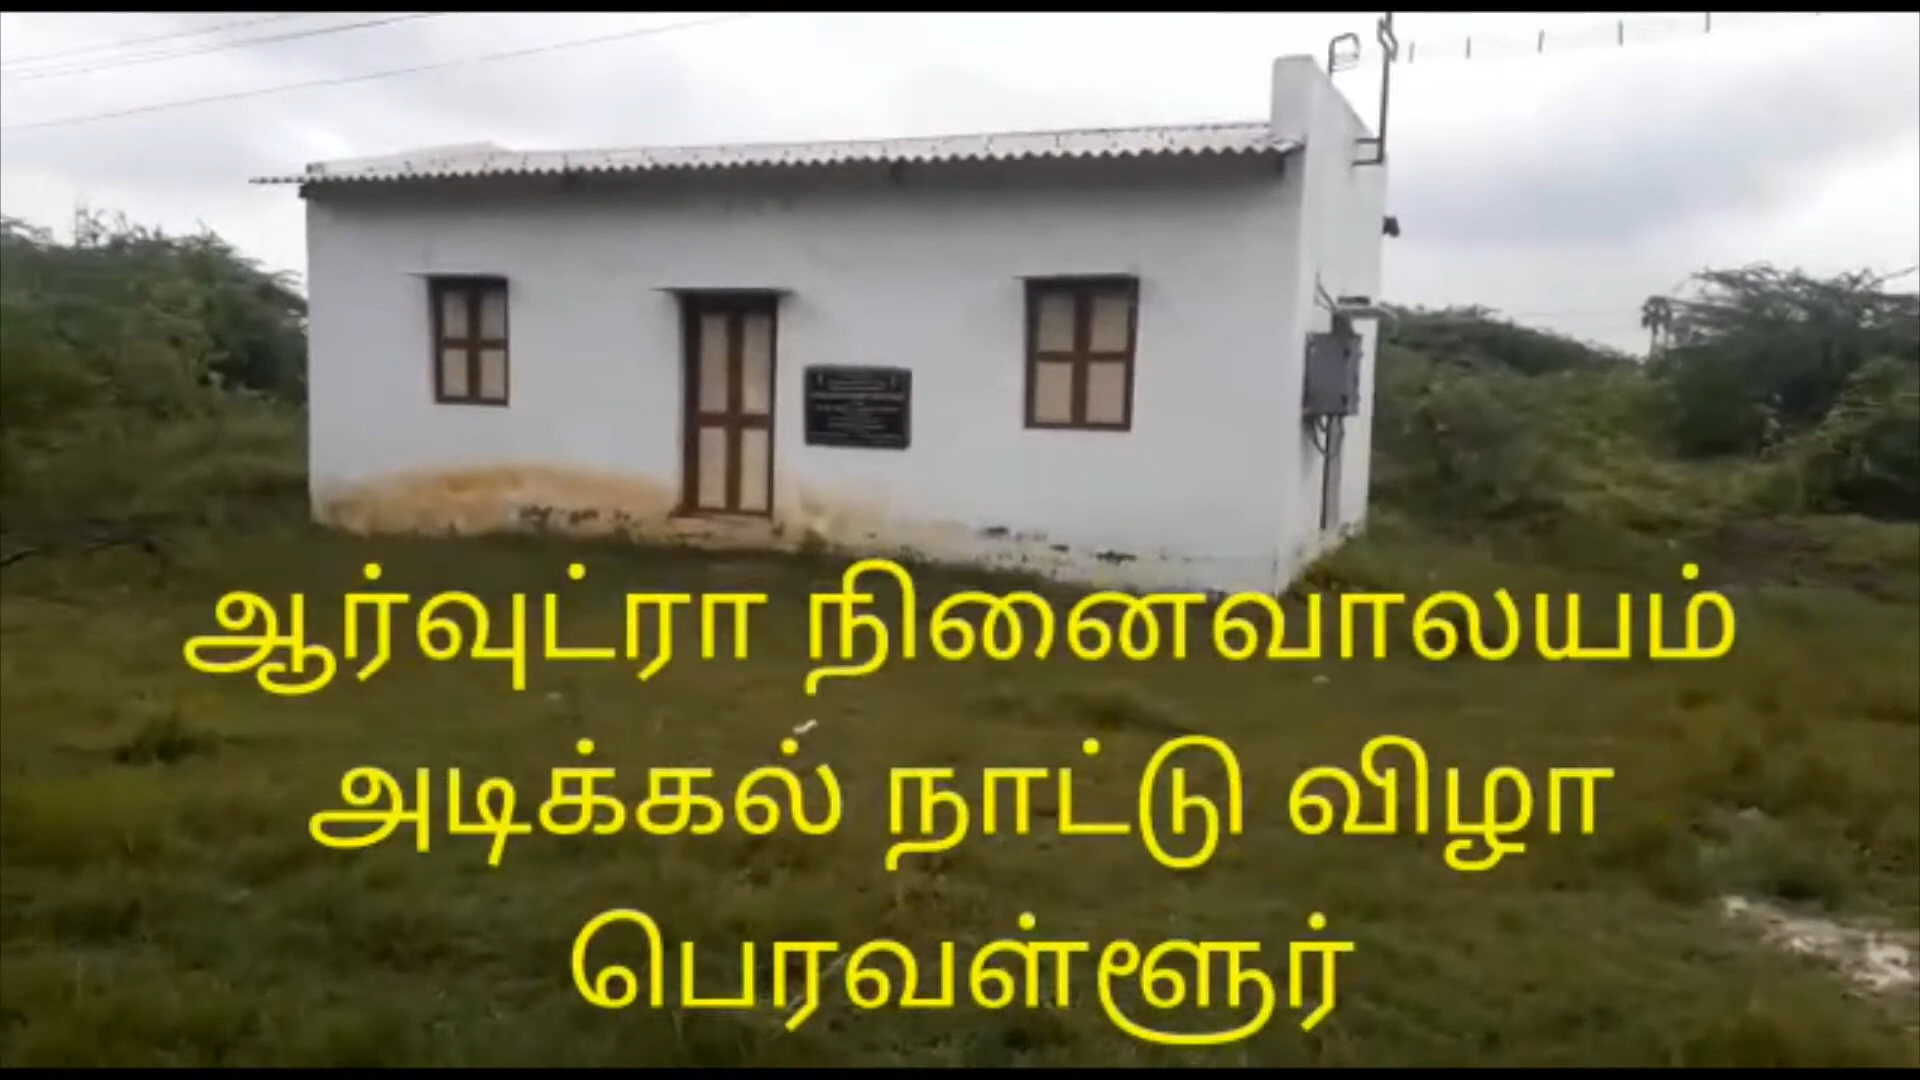 ஆர்வுட்ரா நினைவாலயம்
அடிக்கல் நாட்டு விழா
பெரவள்ளூர்